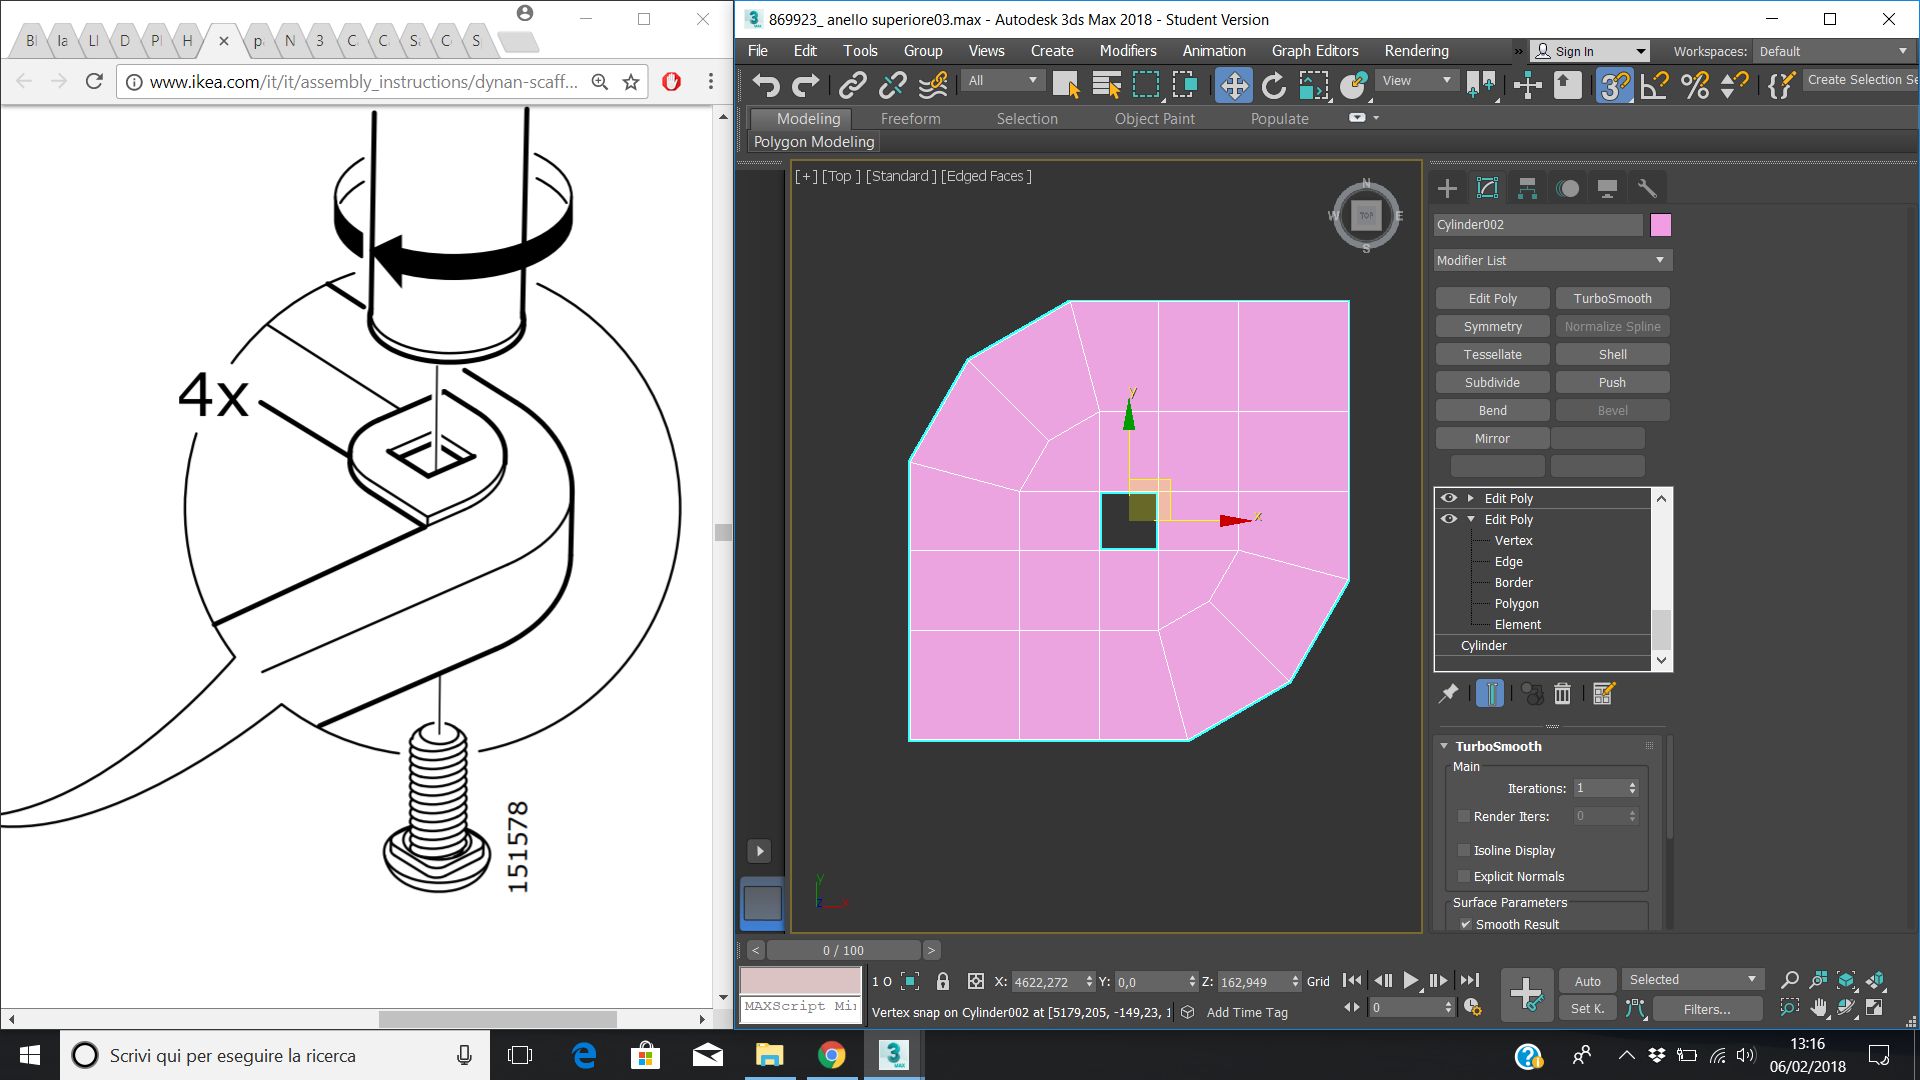 Bl
la
Ll
D
Pl
H
N
3
S
www.ikea.com/it/it/assembly_instructions/dynan-scaff...
4x
151578
869923_ anello superiore03.max - Autodesk 3ds Max 2018 - Student Version
File Edit Tools Group Views Create Modifiers Animation Graph Editors Rendering » Sign In Workspaces: Default
All View Create Selection Se
Modeling Freeform Selection Object Paint Populate
Polygon Modeling
[+] [Top ] [Standard ] [Edged Faces ]
N
W TOP E
S
y
x
Cylinder002
Modifier List
Edit Poly TurboSmooth
Symmetry Normalize Spline
Tessellate Shell
Subdivide Push
Bend Bevel
Mirror
Edit Poly
Edit Poly
Vertex
Edge
Border
Polygon
Element
Cylinder
TurboSmooth
Main
Iterations: 1
Render Iters: 0
Isoline Display
Explicit Normals
Surface Parameters
Smooth Result
< 0 / 100 >
1 O X: 4622,272 Y: 0,0 Z: 162,949 Grid
Auto Selected
MAXScript Mi
Vertex snap on Cylinder002 at [5179,205, -149,23, 1
Add Time Tag
0
Set K. Filters...
Scrivi qui per eseguire la ricerca
13:16
06/02/2018